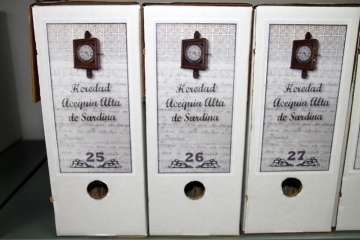 Heredad
Acequia Alta
de Sardina
25
Heredad
Acequia Alta
de Sardina
26
Heredad
Acequia Alta
de Sardina
27